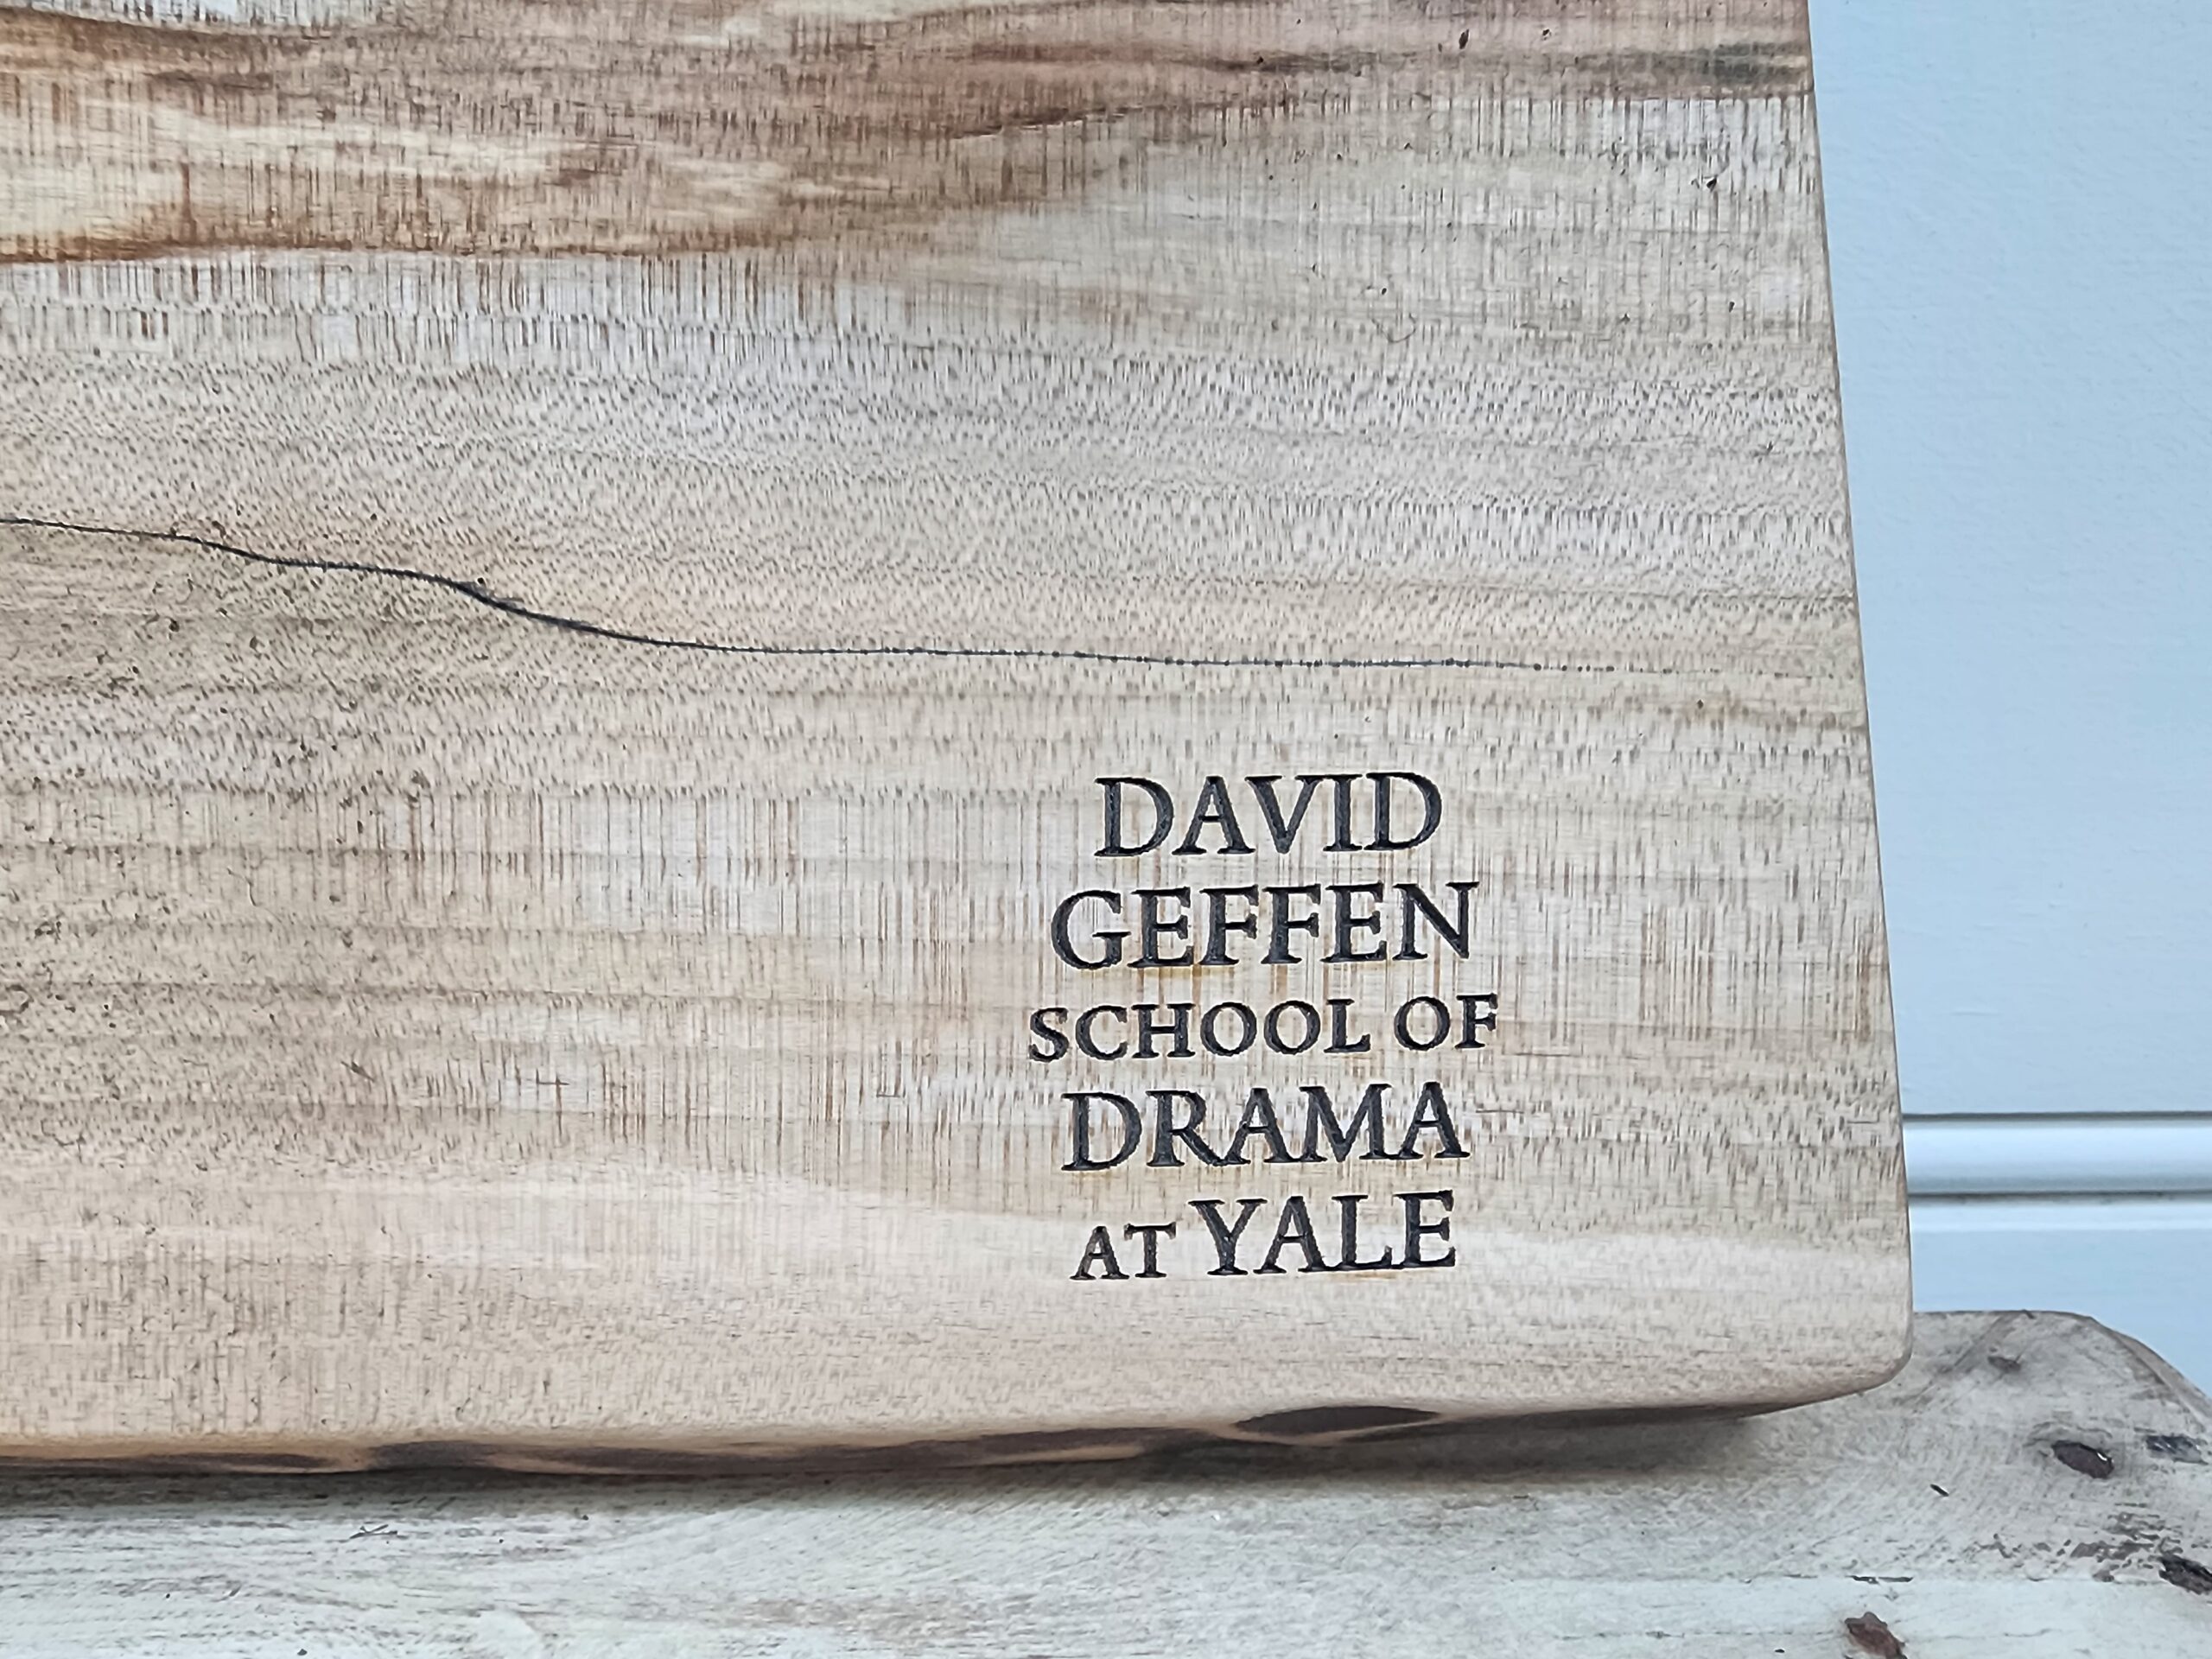 DAVID
GEFFEN
SCHOOL OF
DRAMA
AT YALE